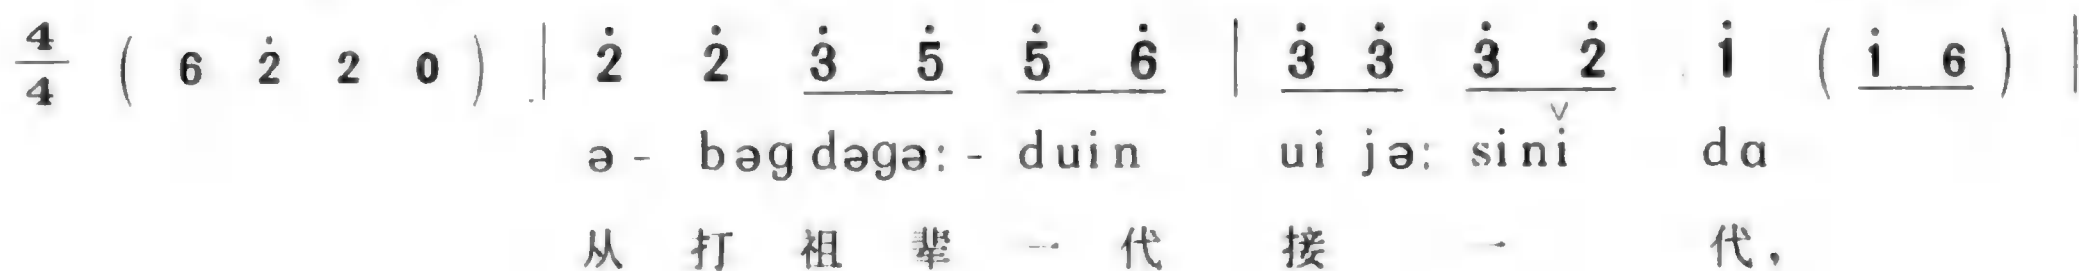 4/4 ( 6 2̇ 2 0 ) | 2̇ 2̇ 3̇ 5̇ 5̇ 6̇ | 3̇ 3̇ 3̇ 2̇ 1̇ ( 1̇ 6 ) |
ə - bəg dəgə: - duin ui jə: sini da
从 打 祖 辈 一 代 接 一 代，